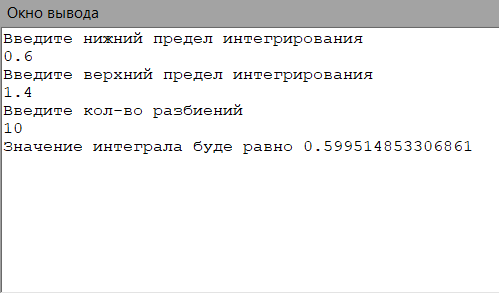 Окно вывода
Введите нижний предел интегрирования
0.6
Введите верхний предел интегрирования
1.4
Введите кол-во разбиений
10
Значение интеграла буде равно 0.599514853306861